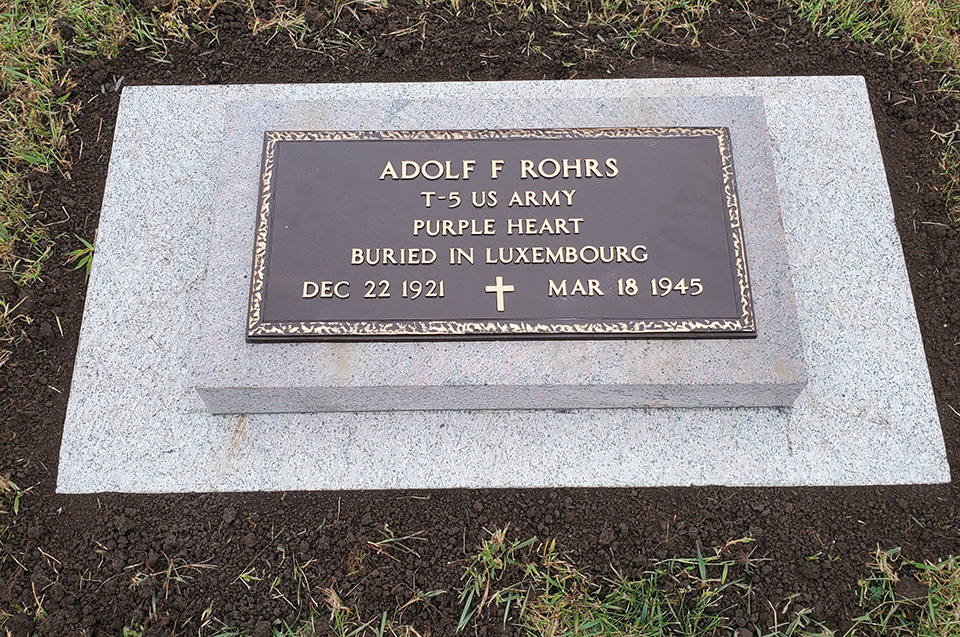 ADOLF F ROHRS
T-5 US ARMY
PURPLE HEART
BURIED IN LUXEMBOURG
DEC 22 1921 MAR 18 1945